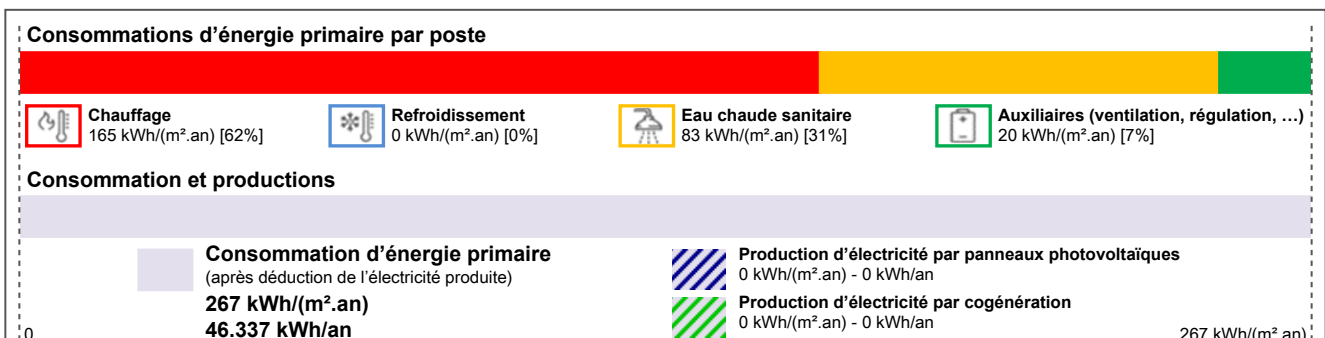 Consommations d’énergie primaire par poste
Chauffage
165 kWh/(m².an) [62%]
Refroidissement
0 kWh/(m².an) [0%]
Eau chaude sanitaire
83 kWh/(m².an) [31%]
Auxiliaires (ventilation, régulation, …)
20 kWh/(m².an) [7%]
Consommation et productions
Consommation d’énergie primaire
(après déduction de l’électricité produite)
267 kWh/(m².an)
46.337 kWh/an
Production d’électricité par panneaux photovoltaïques
0 kWh/(m².an) - 0 kWh/an
Production d’électricité par cogénération
0 kWh/(m².an) - 0 kWh/an
0
267 kWh/(m².an)